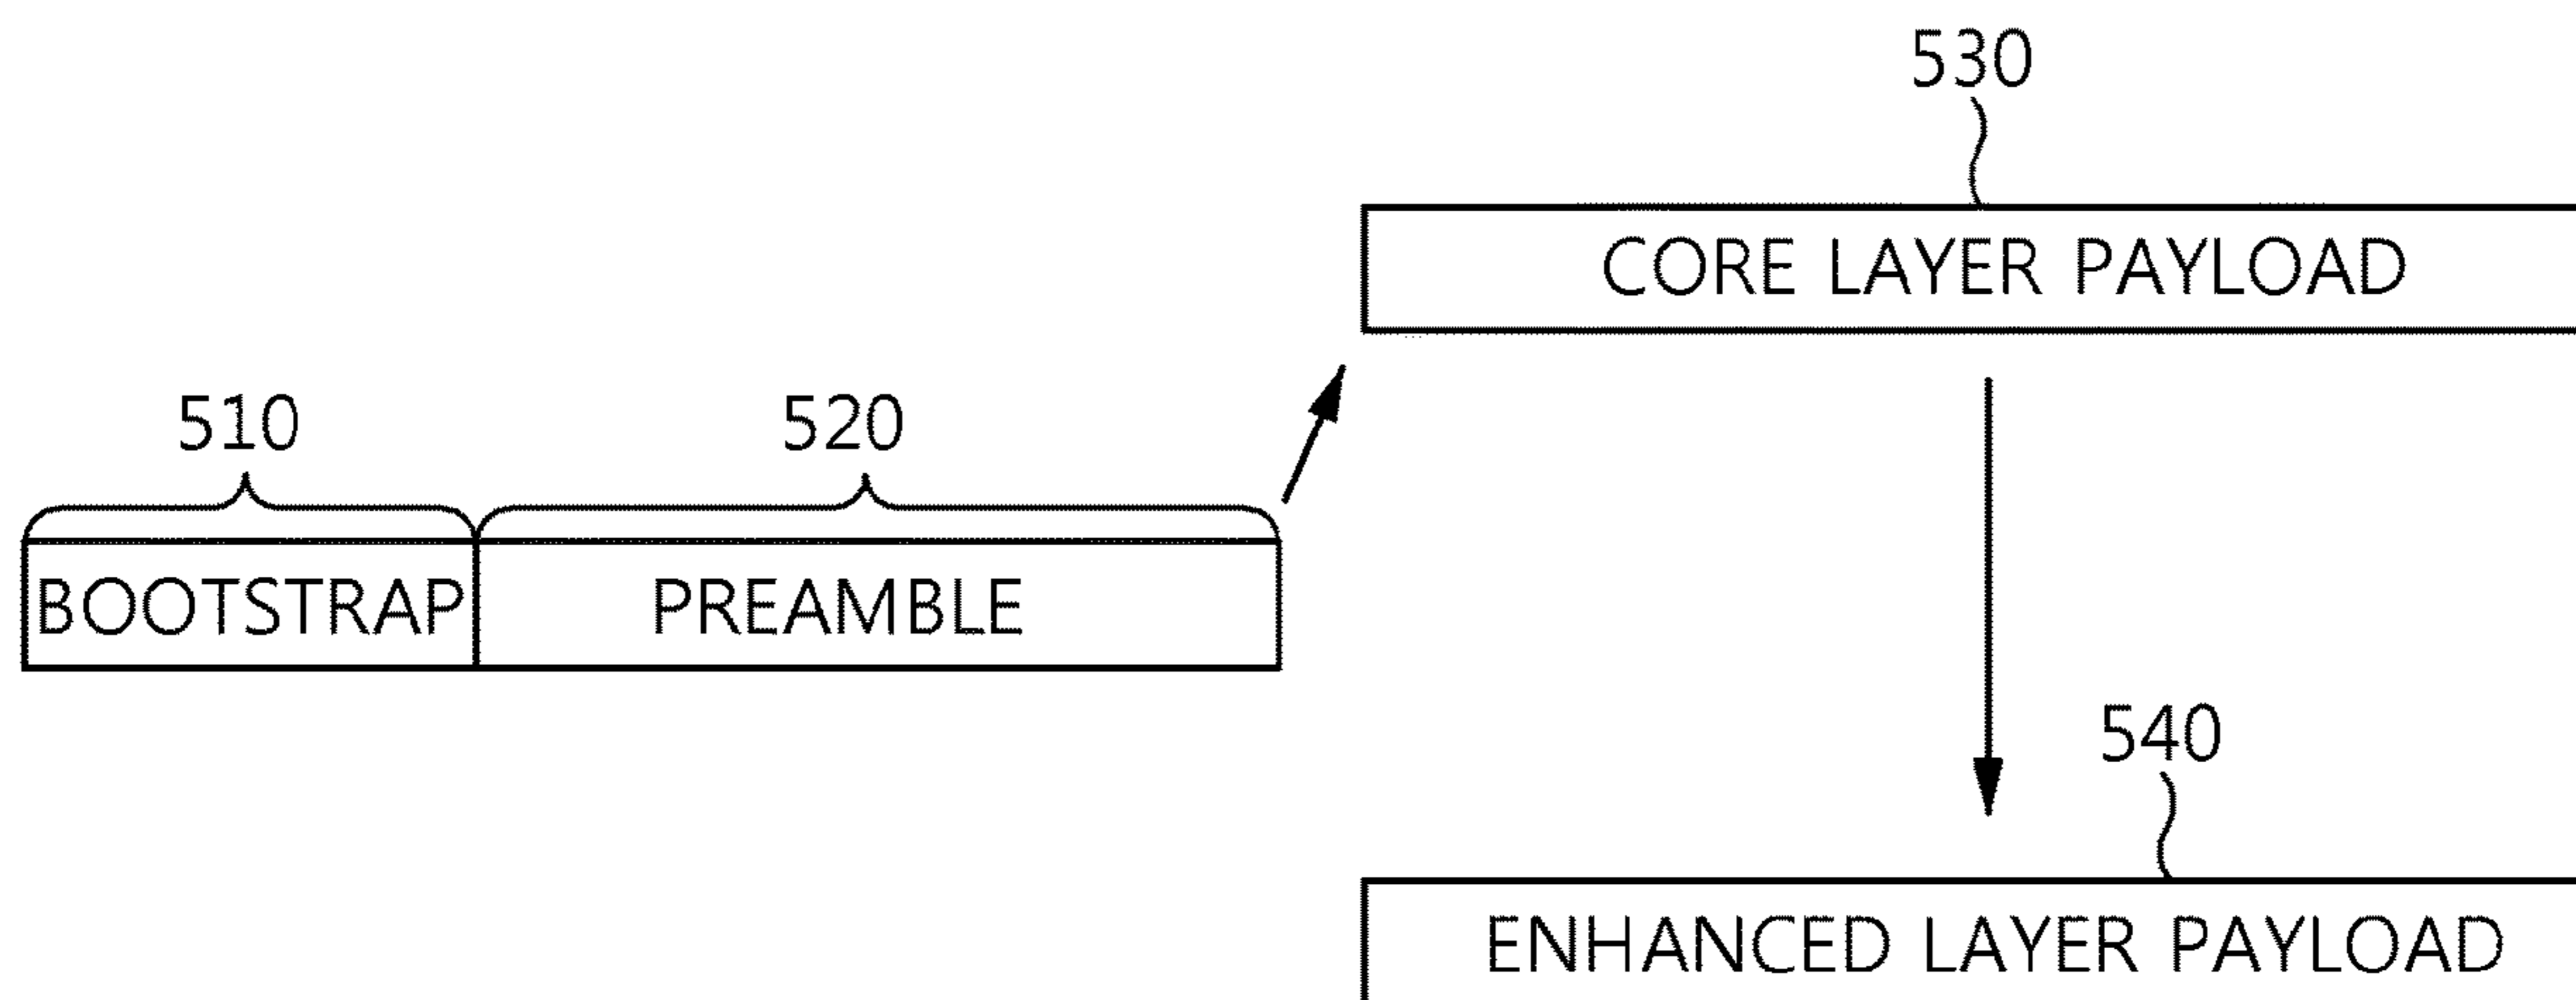 530
CORE LAYER PAYLOAD
510
520
BOOTSTRAP
PREAMBLE
540
ENHANCED LAYER PAYLOAD